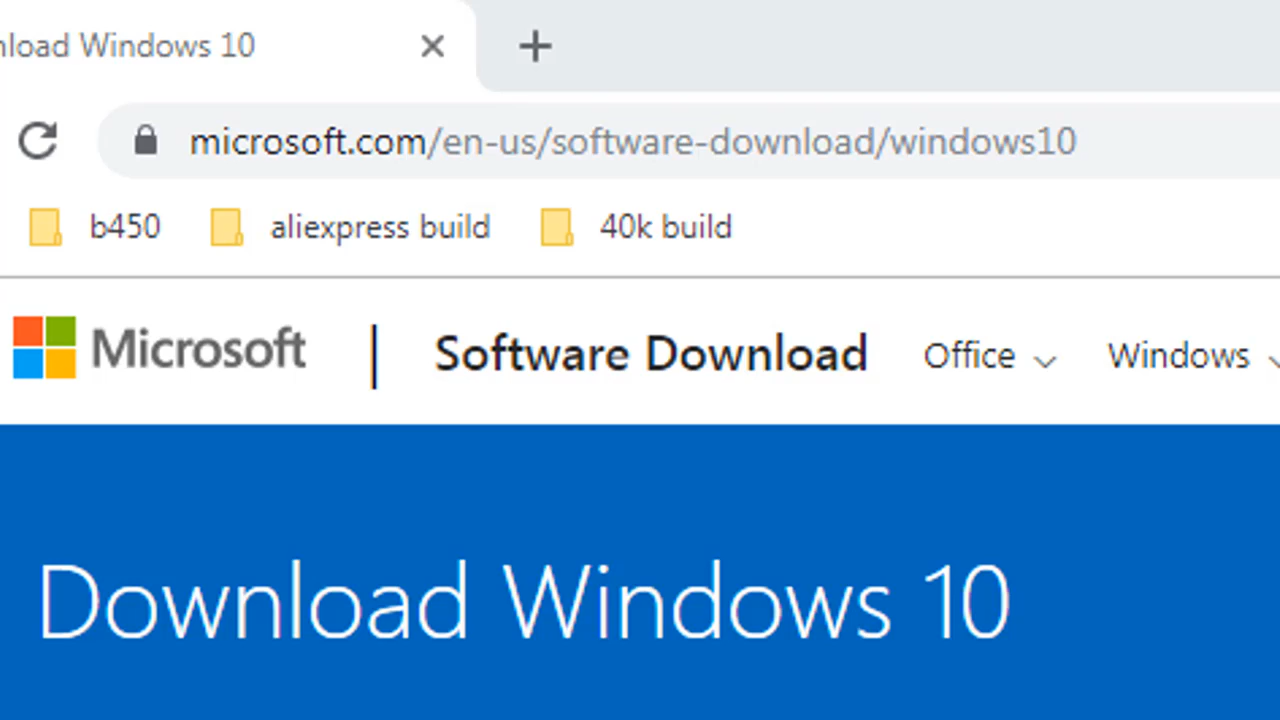 nload Windows 10
microsoft.com/en-us/software-download/windows10
b450 aliexpress build 40k build
Microsoft | Software Download Office Windows
Download Windows 10